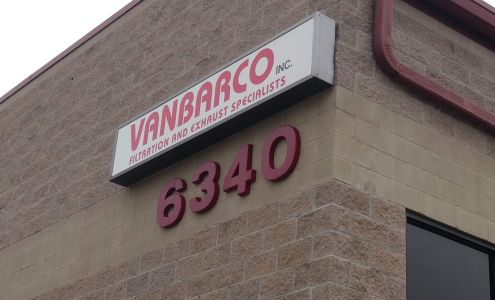 VANBARCO INC.
FILTRATION AND EXHAUST SPECIALISTS
6340